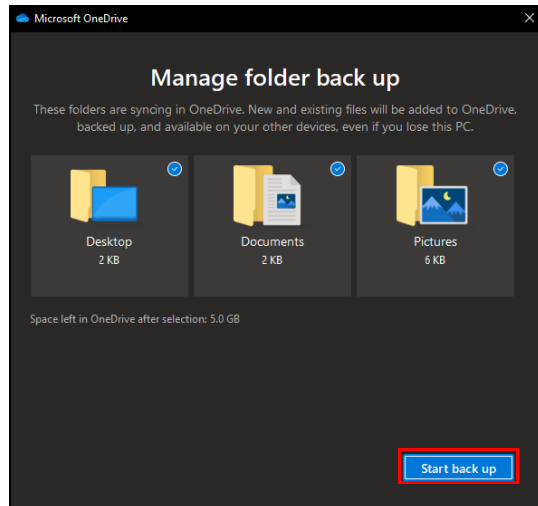 Microsoft OneDrive
Manage folder back up
These folders are syncing in OneDrive. New and existing files will be added to OneDrive,
backed up, and available on your other devices, even if you lose this PC.
Desktop
2 KB
Documents
2 KB
Pictures
6 KB
Space left in OneDrive after selection: 5.0 GB
Start back up